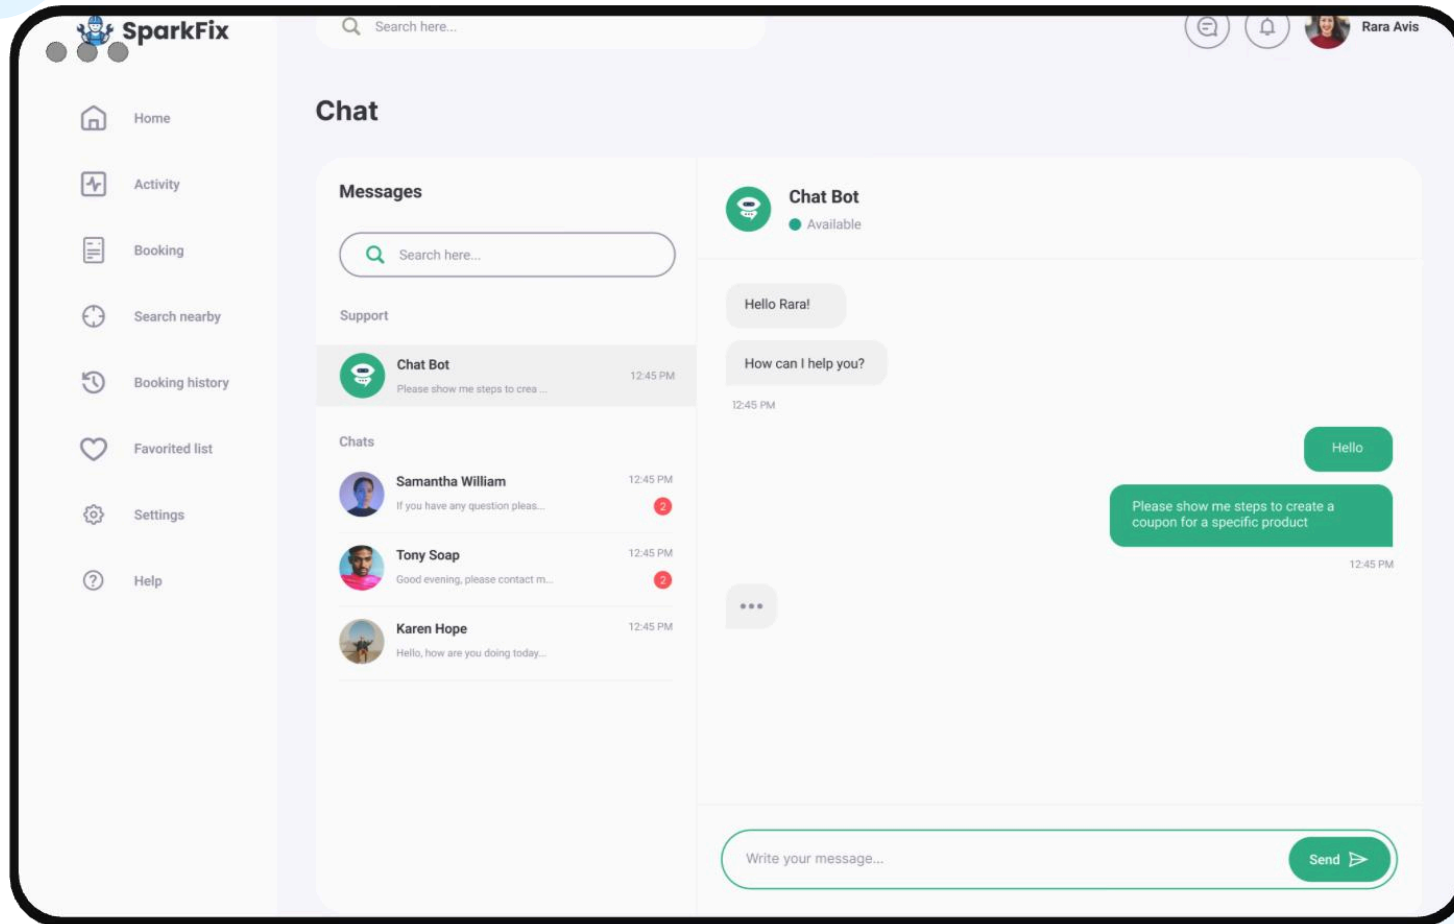 SparkFix
Search here...
Rara Avis
Home
Activity
Booking
Search nearby
Booking history
Favorited list
Settings
Help
Chat
Messages
Search here...
Support
Chat Bot
12:45 PM
Please show me steps to crea ...
Chats
Samantha William
12:45 PM
If you have any question pleas...
2
Tony Soap
12:45 PM
Good evening, please contact m...
2
Karen Hope
12:45 PM
Hello, how are you doing today...
Chat Bot
Available
Hello Rara!
How can I help you?
12:45 PM
Hello
Please show me steps to create a
coupon for a specific product
12:45 PM
Write your message...
Send